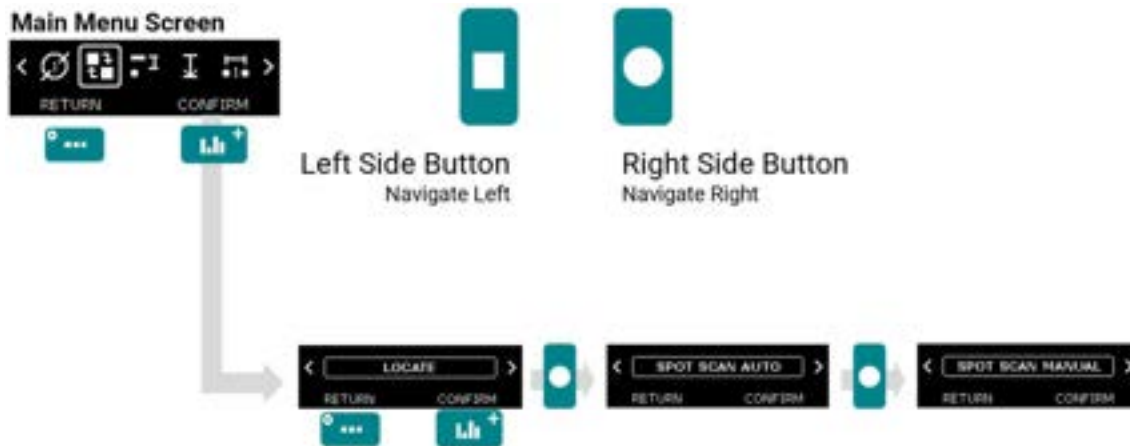 Main Menu Screen
RETURN CONFIRM
Left Side Button
Navigate Left
Right Side Button
Navigate Right
< LOCATE >
RETURN CONFIRM
< SPOT SCAN AUTO >
RETURN CONFIRM
< SPOT SCAN MANUAL >
RETURN CONFIRM